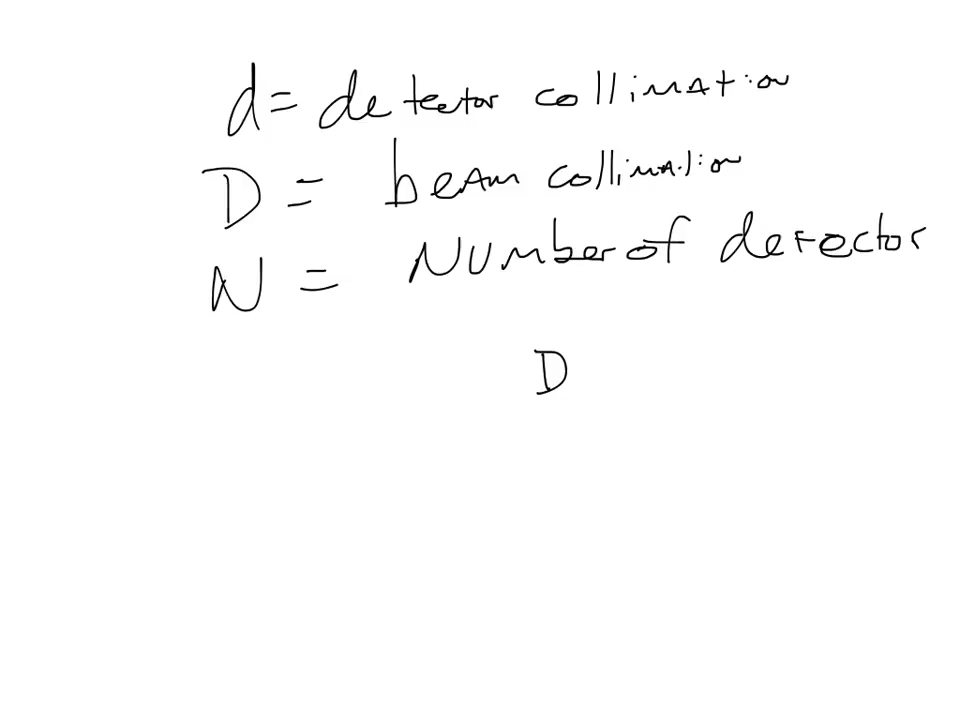 d = detector collimation
D = beam collimation
N = Number of detector
D